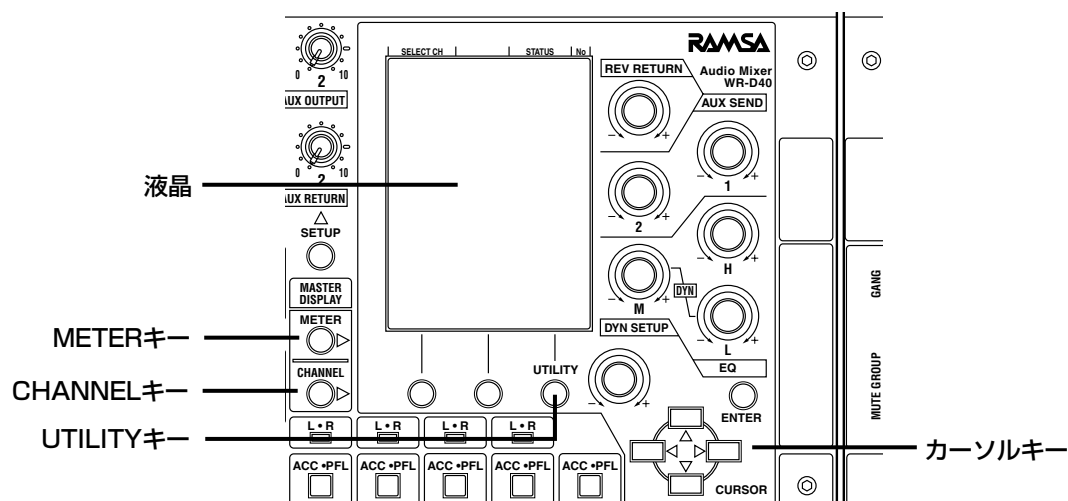 SELECT CH STATUS No
RAMSA
Audio Mixer
WR-D40
REV RETURN
AUX SEND
0 2 10
AUX OUTPUT
0 2 10
AUX RETURN
SETUP
液晶
- +
- +
1
- +
2
- +
H
- +
M
DYN
- +
L
DYN SETUP
EQ
MASTER
DISPLAY
METER
METERキー
CHANNEL
CHANNELキー
UTILITY
UTILITYキー
- +
ENTER
カーソルキー
CURSOR
L•R L•R L•R L•R
ACC •PFL ACC •PFL ACC •PFL ACC •PFL ACC •PFL
GANG
MUTE GROUP